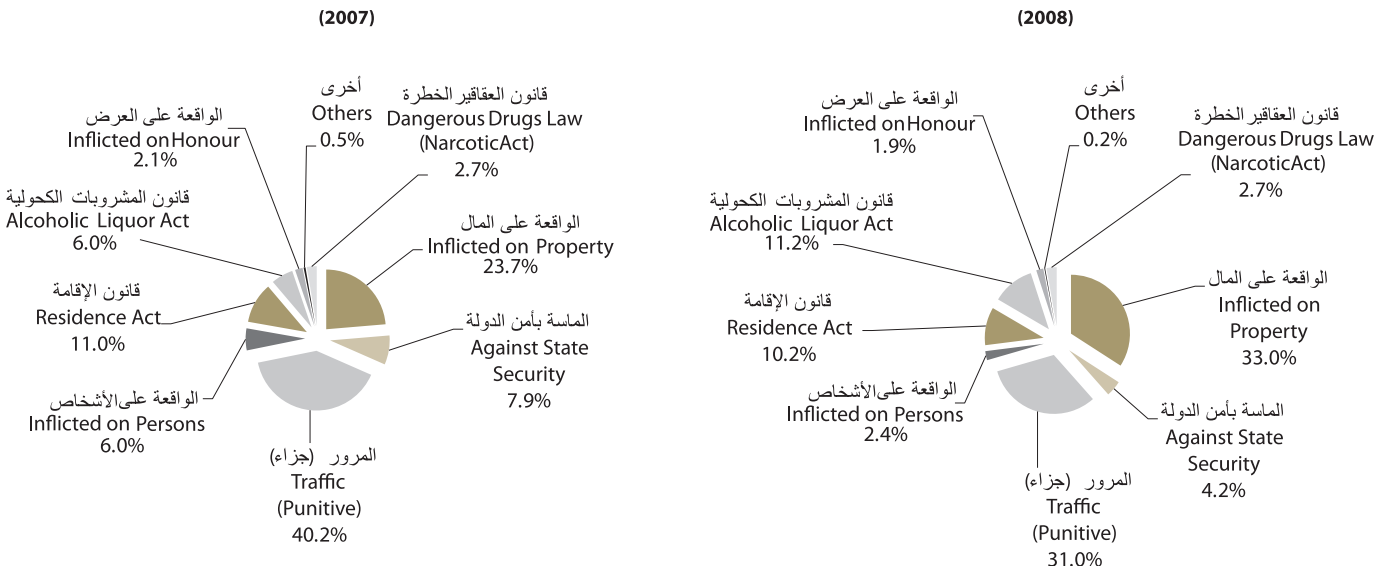 (2007)
أخرى
Others
0.5%
قانون العقاقير الخطرة
Dangerous Drugs Law
(Narcotic Act)
2.7%
الواقعة على المال
Inflicted on Property
23.7%
الماسة بأمن الدولة
Against State
Security
7.9%
المرور (جزاء)
Traffic
(Punitive)
40.2%
الواقعة على الأشخاص
Inflicted on Persons
6.0%
قانون الإقامة
Residence Act
11.0%
قانون المشروبات الكحولية
Alcoholic Liquor Act
6.0%
الواقعة على العرض
Inflicted on Honour
2.1%
(2008)
أخرى
Others
0.2%
قانون العقاقير الخطرة
Dangerous Drugs Law
(Narcotic Act)
2.7%
الواقعة على المال
Inflicted on
Property
33.0%
الماسة بأمن الدولة
Against State
Security
4.2%
المرور (جزاء)
Traffic
(Punitive)
31.0%
الواقعة على الأشخاص
Inflicted on Persons
2.4%
قانون الإقامة
Residence Act
10.2%
قانون المشروبات الكحولية
Alcoholic Liquor Act
11.2%
الواقعة على العرض
Inflicted on Honour
1.9%